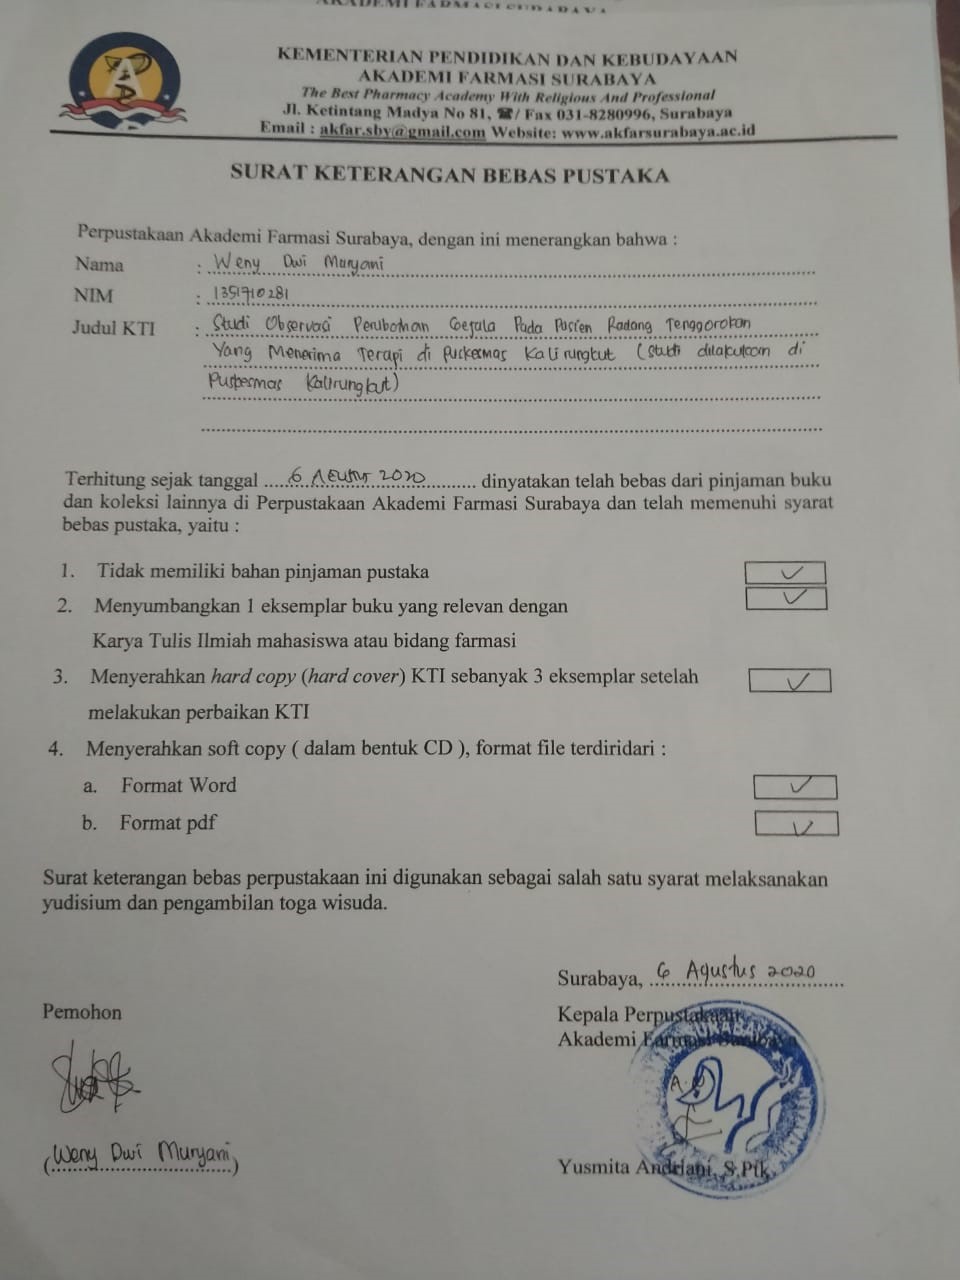 KEMENTERIAN PENDIDIKAN DAN KEBUDAYAAN
AKADEMI FARMASI SURABAYA
The Best Pharmacy Academy With Religious And Professional
Jl. Ketintang Madya No 81, ☎/ Fax 031-8280996, Surabaya
Email : akfar.sby@gmail.com Website: www.akfarsurabaya.ac.id
SURAT KETERANGAN BEBAS PUSTAKA
Perpustakaan Akademi Farmasi Surabaya, dengan ini menerangkan bahwa :
Nama : Weny Dwi Muryani
NIM : 1351710281
Judul KTI : Studi Observasi Perubahan Gejala Pada Pasien Radang Tenggorokan
Yang Menerima Terapi di Puskesmas Kalirungkut (Studi dilakukan di
Puskesmas Kalirungkut)
Terhitung sejak tanggal 6 Agustus 2020 dinyatakan telah bebas dari pinjaman buku
dan koleksi lainnya di Perpustakaan Akademi Farmasi Surabaya dan telah memenuhi syarat
bebas pustaka, yaitu :
1. Tidak memiliki bahan pinjaman pustaka ✓
2. Menyumbangkan 1 eksemplar buku yang relevan dengan ✓
Karya Tulis Ilmiah mahasiswa atau bidang farmasi
3. Menyerahkan hard copy (hard cover) KTI sebanyak 3 eksemplar setelah ✓
melakukan perbaikan KTI
4. Menyerahkan soft copy ( dalam bentuk CD ), format file terdiridari :
a. Format Word ✓
b. Format pdf ✓
Surat keterangan bebas perpustakaan ini digunakan sebagai salah satu syarat melaksanakan
yudisium dan pengambilan toga wisuda.
Surabaya, 6 Agustus 2020
Pemohon
Kepala Perpustakaan
Akademi Farmasi Surabaya
(Weny Dwi Muryani)
Yusmita Andriani, S.Ptk